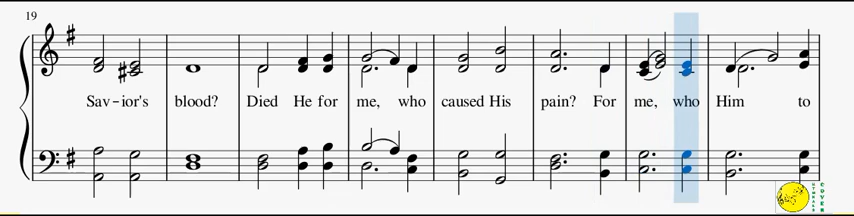 19
Sav-ior's blood? Died He for me, who caused His pain? For me, who Him to